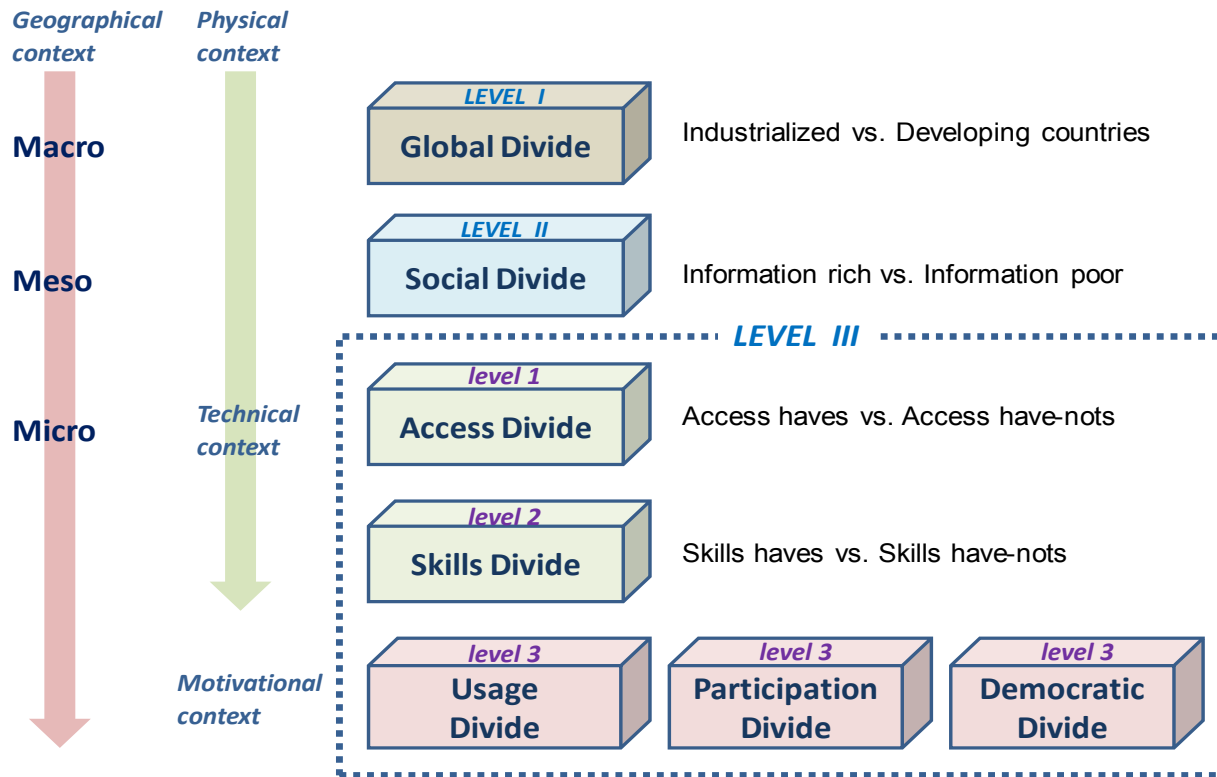 Geographical
context
Physical
context
LEVEL I
Macro
Global Divide
Industrialized vs. Developing countries
LEVEL II
Meso
Social Divide
Information rich vs. Information poor
LEVEL III
level 1
Micro
Technical
context
Access Divide
Access haves vs. Access have-nots
level 2
Skills Divide
Skills haves vs. Skills have-nots
Motivational
context
level 3
Usage
Divide
level 3
Participation
Divide
level 3
Democratic
Divide